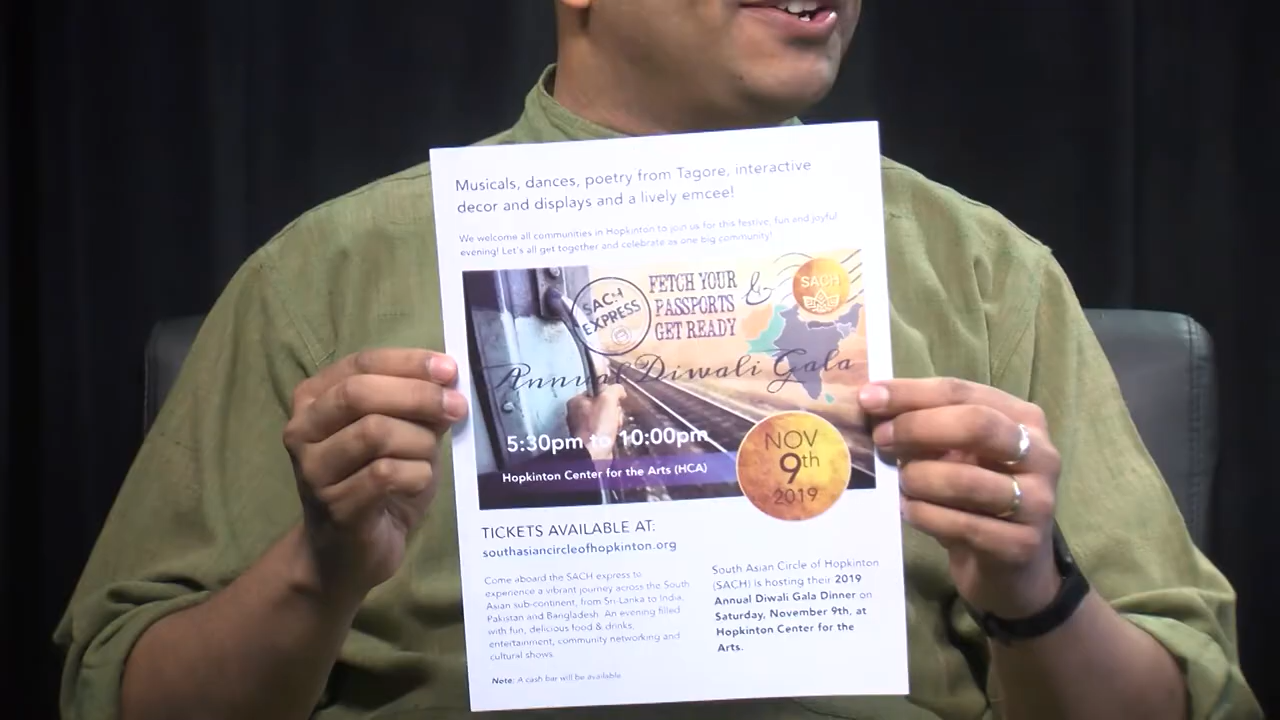 Musicals, dances, poetry from Tagore, interactive
decor and displays and a lively emcee!
We welcome all communities in Hopkinton to join us for this festive, fun and joyful
evening! Let's all get together and celebrate as one big community!
SACH
EXPRESS
FETCH YOUR
PASSPORTS
GET READY
&
SACH
Annual Diwali Gala
5:30pm to 10:00pm
Hopkinton Center for the Arts (HCA)
NOV
9th
2019
TICKETS AVAILABLE AT:
southasiancircleofhopkinton.org
Come aboard the SACH express to
experience a vibrant journey across the South
Asian sub-continent, from Sri-Lanka to India,
Pakistan and Bangladesh. An evening filled
with fun, delicious food & drinks,
entertainment, community networking and
cultural shows.
Note: A cash bar will be available
South Asian Circle of Hopkinton
(SACH) is hosting their 2019
Annual Diwali Gala Dinner on
Saturday, November 9th, at
Hopkinton Center for the
Arts.